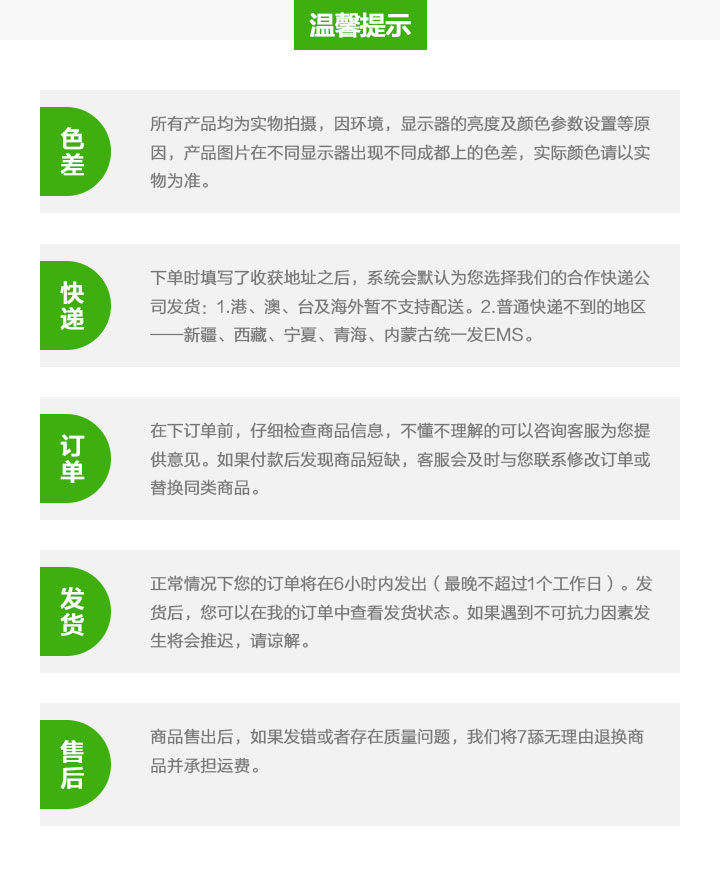 温馨提示
色差
所有产品均为实物拍摄，因环境，显示器的亮度及颜色参数设置等原
因，产品图片在不同显示器出现不同成都上的色差，实际颜色请以实
物为准。
快递
下单时填写了收获地址之后，系统会默认为您选择我们的合作快递公
司发货：1.港、澳、台及海外暂不支持配送。2.普通快递不到的地区
——新疆、西藏、宁夏、青海、内蒙古统一发EMS。
订单
在下订单前，仔细检查商品信息，不懂不理解的可以咨询客服为您提
供意见。如果付款后发现商品短缺，客服会及时与您联系修改订单或
替换同类商品。
发货
正常情况下您的订单将在6小时内发出（最晚不超过1个工作日）。发
货后，您可以在我的订单中查看发货状态。如果遇到不可抗力因素发
生将会推迟，请谅解。
售后
商品售出后，如果发错或者存在质量问题，我们将7舔无理由退换商
品并承担运费。